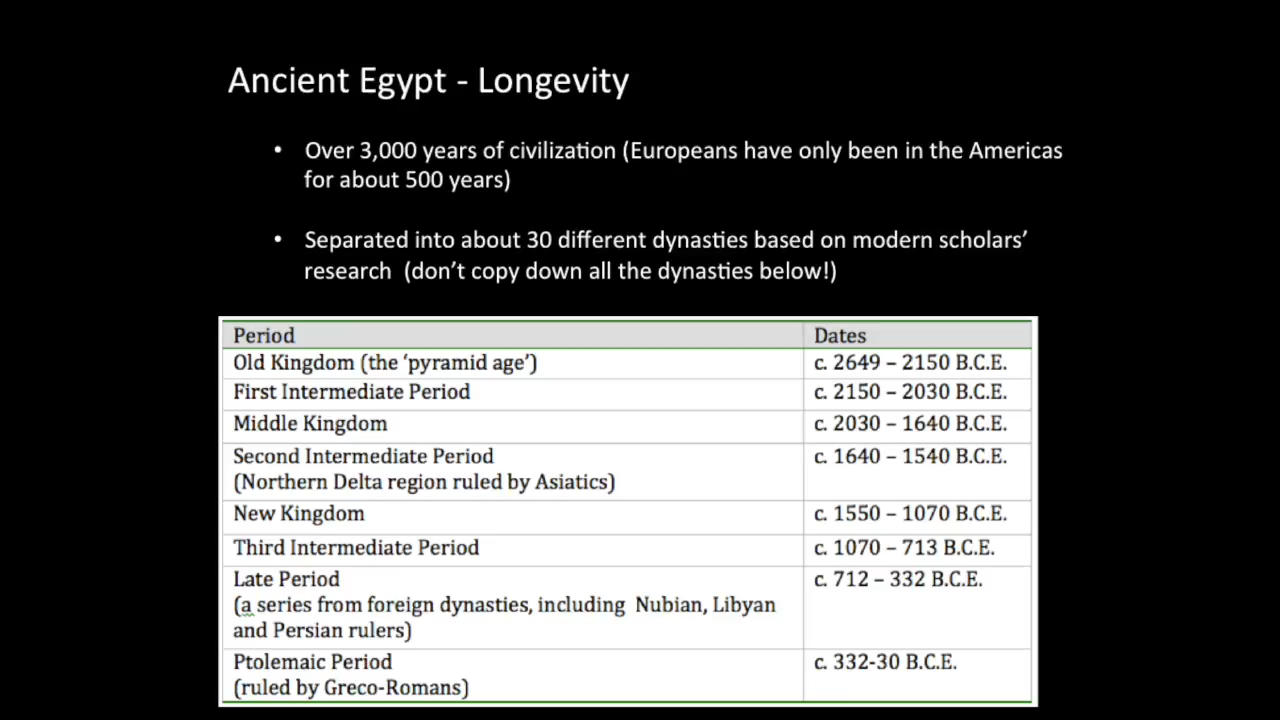 Ancient Egypt - Longevity
• Over 3,000 years of civilization (Europeans have only been in the Americas
for about 500 years)
• Separated into about 30 different dynasties based on modern scholars’
research  (don’t copy down all the dynasties below!)
Period Dates
Old Kingdom (the ‘pyramid age’) c. 2649 – 2150 B.C.E.
First Intermediate Period c. 2150 – 2030 B.C.E.
Middle Kingdom c. 2030 – 1640 B.C.E.
Second Intermediate Period c. 1640 – 1540 B.C.E.
(Northern Delta region ruled by Asiatics)
New Kingdom c. 1550 – 1070 B.C.E.
Third Intermediate Period c. 1070 – 713 B.C.E.
Late Period c. 712 – 332 B.C.E.
(a series from foreign dynasties, including  Nubian, Libyan
and Persian rulers)
Ptolemaic Period c. 332-30 B.C.E.
(ruled by Greco-Romans)